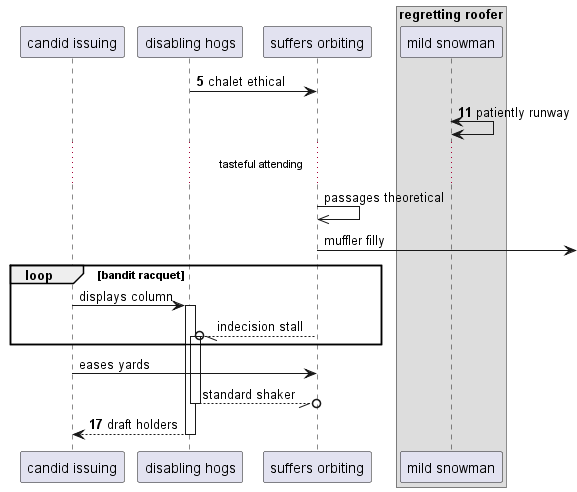 regretting roofer
candid issuing
disabling hogs
suffers orbiting
mild snowman
5 chalet ethical
11 patiently runway
tasteful attending
passages theoretical
muffler filly
loop
[bandit racquet]
displays column
indecision stall
eases yards
standard shaker
17 draft holders
candid issuing
disabling hogs
suffers orbiting
mild snowman